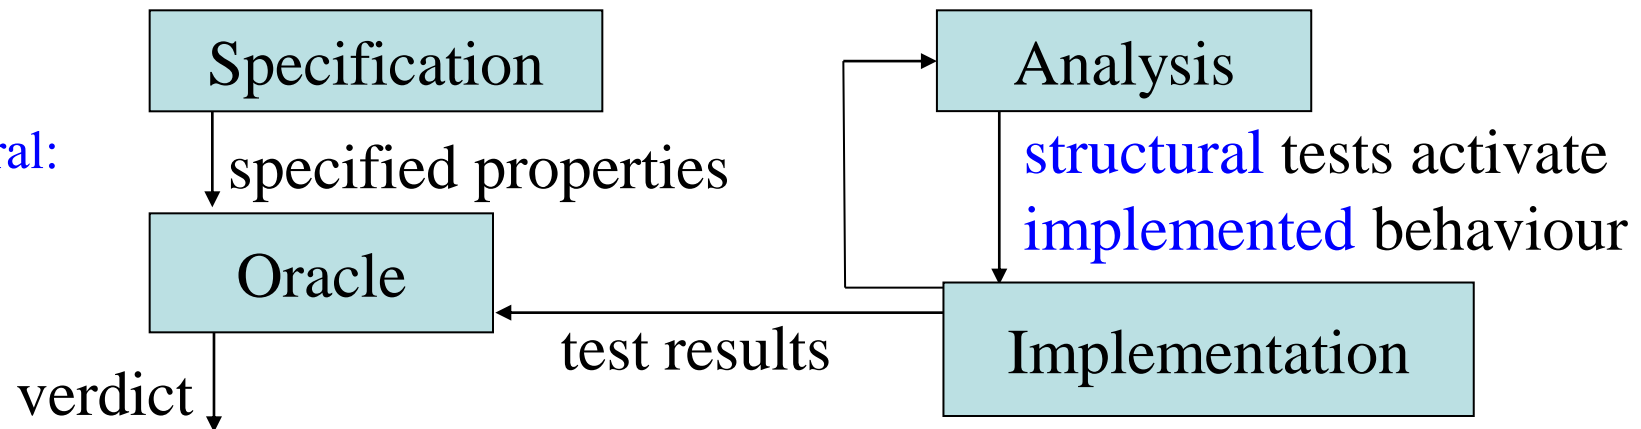 Specification
Analysis
ral:
specified properties
structural tests activate
implemented behaviour
Oracle
test results
Implementation
verdict